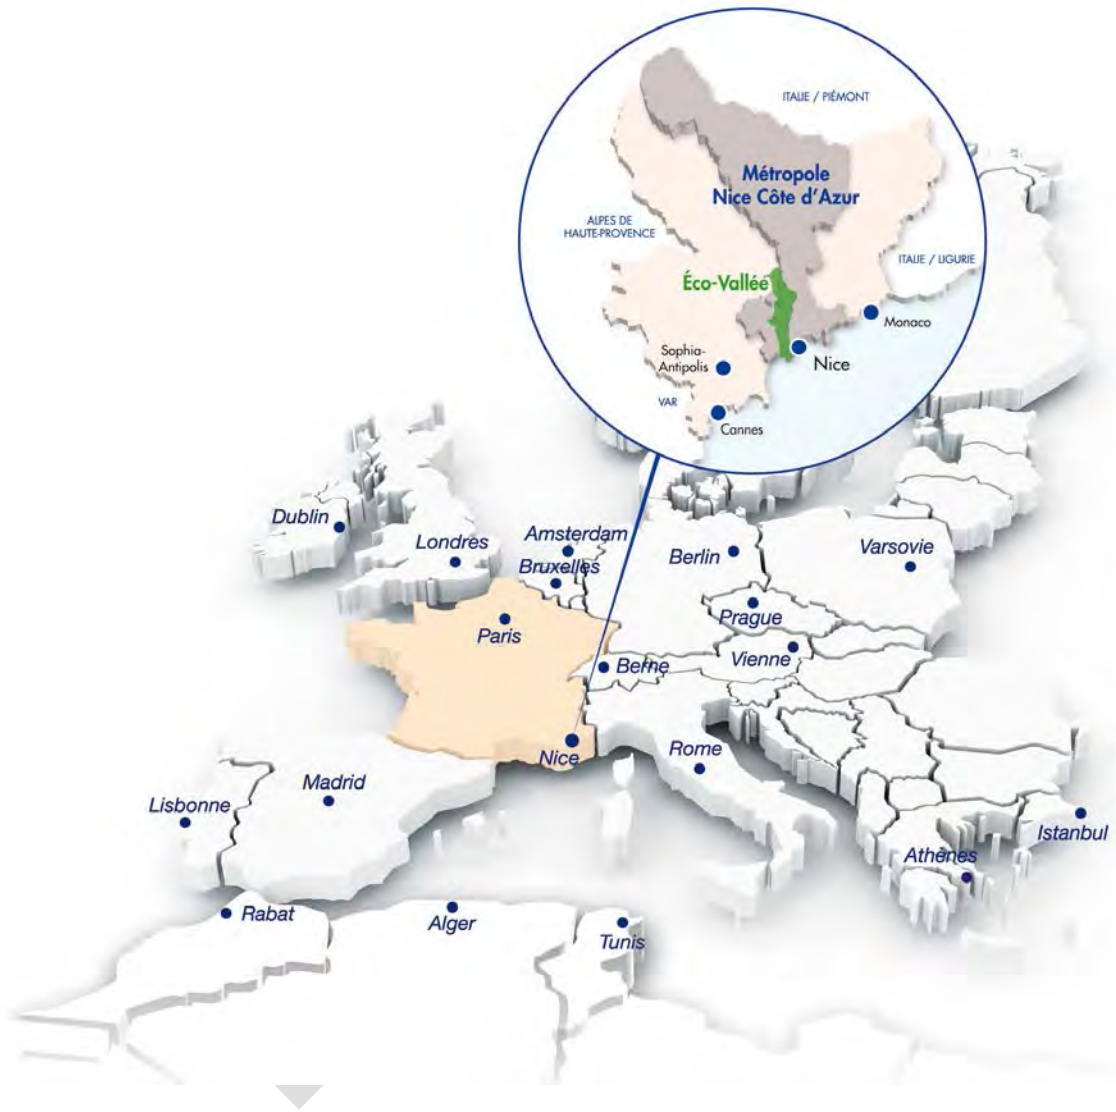 ITALIE / PIÉMONT
Métropole
Nice Côte d'Azur
ALPES DE
HAUTE-PROVENCE
ITALIE / LIGURIE
Éco-Vallée
Monaco
Sophia-
Antipolis
Nice
VAR
Cannes
Dublin
Londres
Amsterdam
Bruxelles
Berlin
Varsovie
Prague
Paris
Berne
Vienne
Nice
Rome
Madrid
Lisbonne
Istanbul
Athènes
Rabat
Alger
Tunis